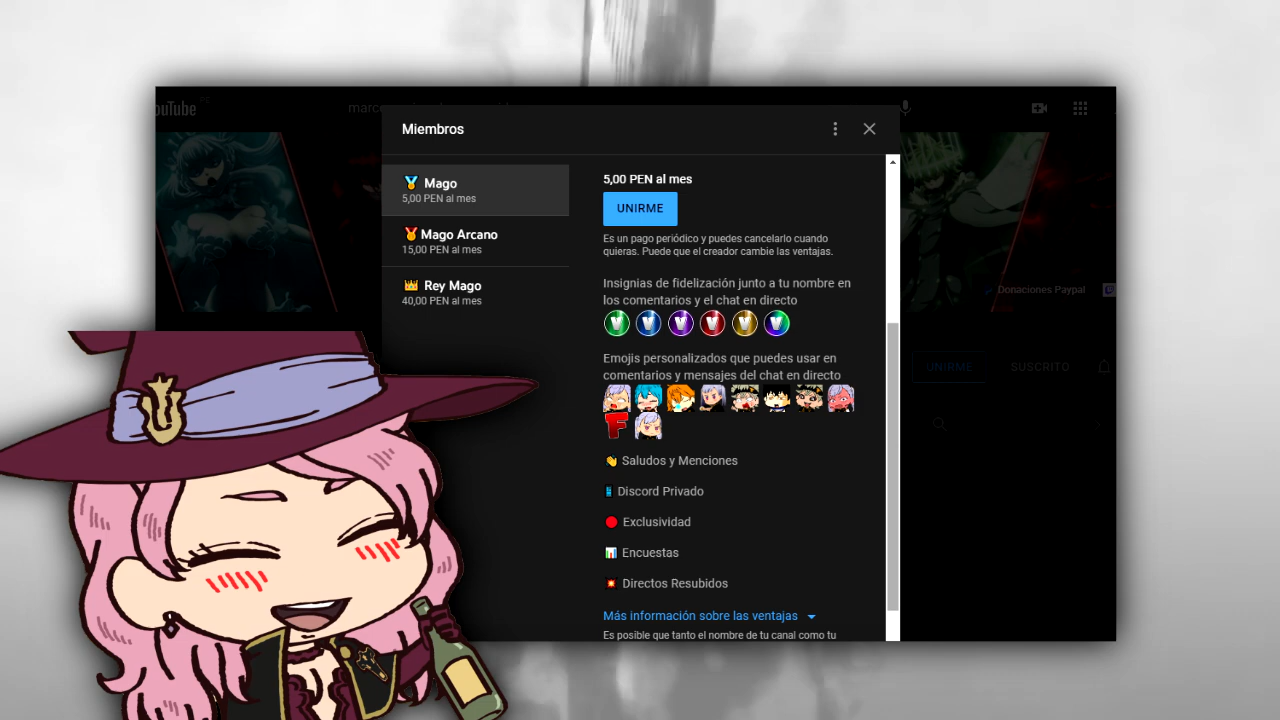 ouTube PE
Miembros
Mago
5,00 PEN al mes
Mago Arcano
15,00 PEN al mes
Rey Mago
40,00 PEN al mes
5,00 PEN al mes
UNIRME
Es un pago periódico y puedes cancelarlo cuando
quieras. Puede que el creador cambie las ventajas.
Insignias de fidelización junto a tu nombre en
los comentarios y el chat en directo
V V V V V V
Emojis personalizados que puedes usar en
comentarios y mensajes del chat en directo
F
Saludos y Menciones
Discord Privado
Exclusividad
Encuestas
Directos Resubidos
Más información sobre las ventajas
Es posible que tanto el nombre de tu canal como tu
Donaciones Paypal
UNIRME
SUSCRITO